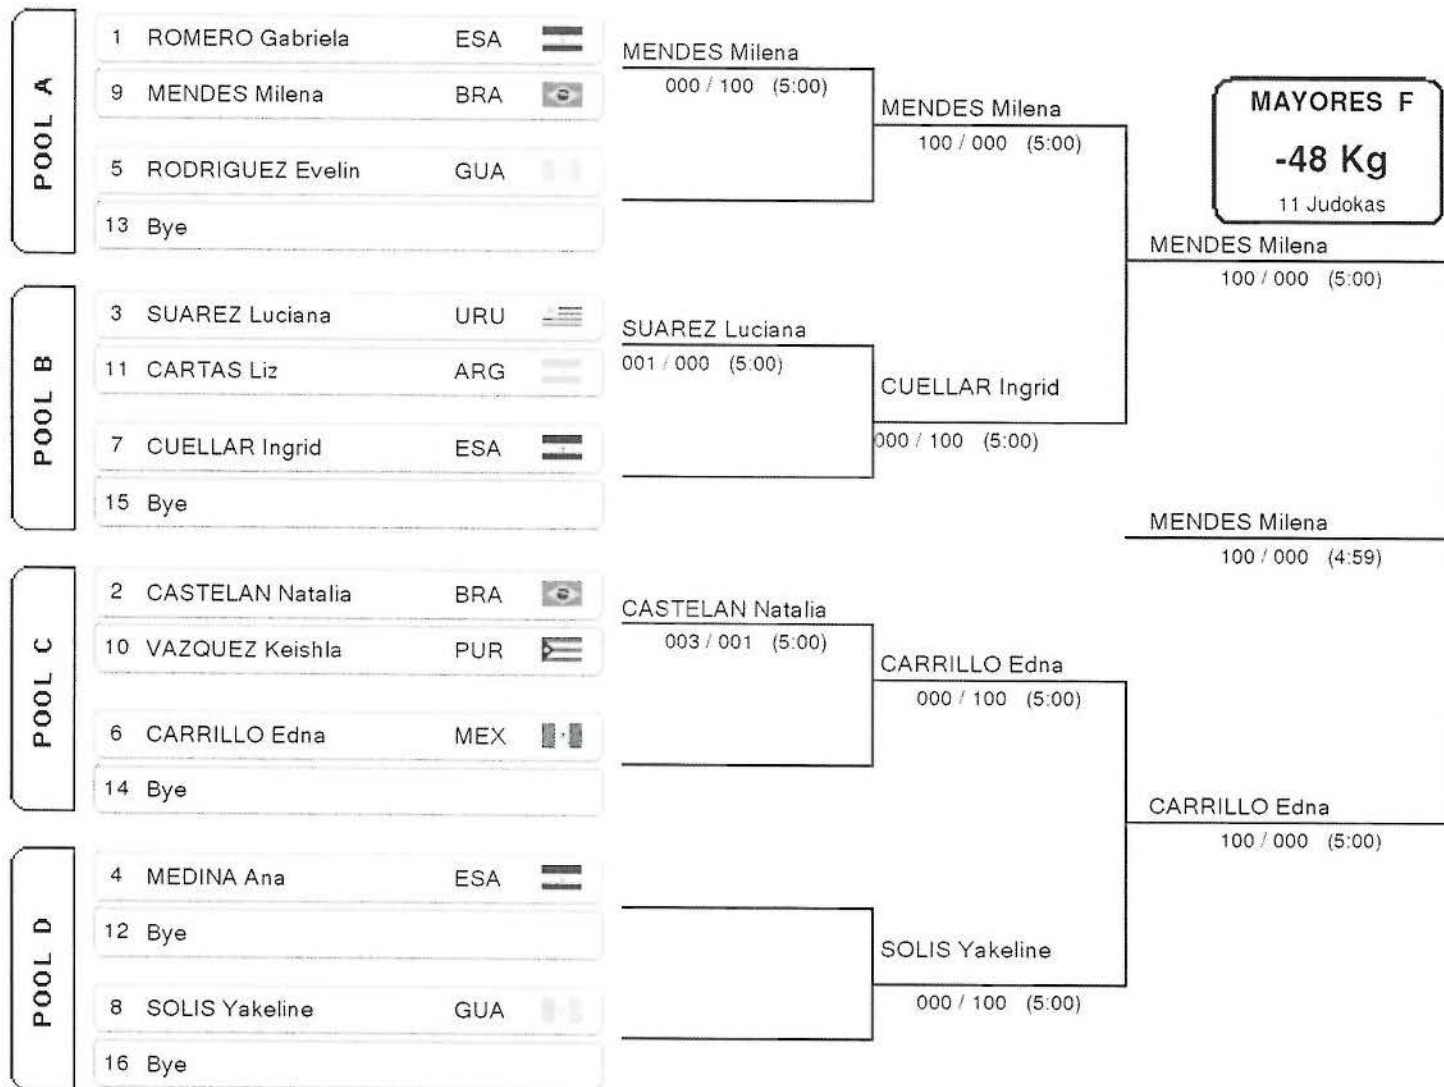 POOL A
1 ROMERO Gabriela ESA
9 MENDES Milena BRA
5 RODRIGUEZ Evelin GUA
13 Bye
POOL B
3 SUAREZ Luciana URU
11 CARTAS Liz ARG
7 CUELLAR Ingrid ESA
15 Bye
POOL C
2 CASTELAN Natalia BRA
10 VAZQUEZ Keishla PUR
6 CARRILLO Edna MEX
14 Bye
POOL D
4 MEDINA Ana ESA
12 Bye
8 SOLIS Yakeline GUA
16 Bye
MENDES Milena
000 / 100 (5:00)
SUAREZ Luciana
001 / 000 (5:00)
CASTELAN Natalia
003 / 001 (5:00)
MENDES Milena
100 / 000 (5:00)
CUELLAR Ingrid
000 / 100 (5:00)
CARRILLO Edna
000 / 100 (5:00)
SOLIS Yakeline
000 / 100 (5:00)
MAYORES F
-48 Kg
11 Judokas
MENDES Milena
100 / 000 (5:00)
MENDES Milena
100 / 000 (4:59)
CARRILLO Edna
100 / 000 (5:00)